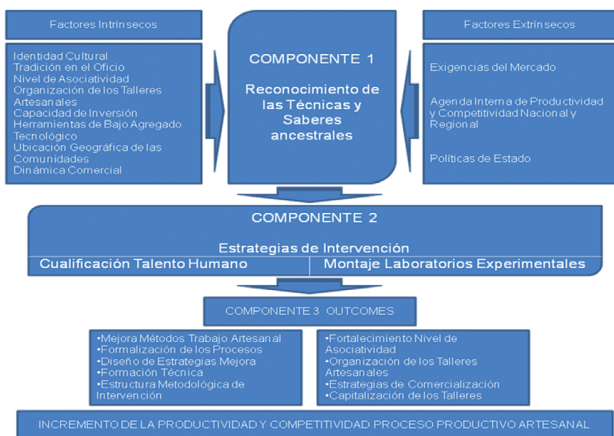 Factores Intrínsecos
Identidad Cultural
Tradición en el Oficio
Nivel de Asociatividad
Organización de los Talleres
Artesanales
Capacidad de Inversión
Herramientas de Bajo Agregado
Tecnológico
Ubicación Geográfica de las
Comunidades
Dinámica Comercial
COMPONENTE 1
Reconocimiento de
las Técnicas y
Saberes
ancestrales
Factores Extrínsecos
Exigencias del Mercado
Agenda Interna de Productividad
y Competitividad Nacional y
Regional
Políticas de Estado
COMPONENTE 2
Estrategias de Intervención
Cualificación Talento Humano
Montaje Laboratorios Experimentales
COMPONENTE 3 OUTCOMES
•Mejora Métodos Trabajo Artesanal
•Formalización de los Procesos
•Diseño de Estrategias Mejora
•Formación Técnica
•Estructura Metodológica de
Intervención
•Fortalecimiento Nivel de
Asociatividad
•Organización de los Talleres
Artesanales
•Estrategias de Comercialización
•Capitalización de los Talleres
INCREMENTO DE LA PRODUCTIVIDAD Y COMPETITIVIDAD PROCESO PRODUCTIVO ARTESANAL